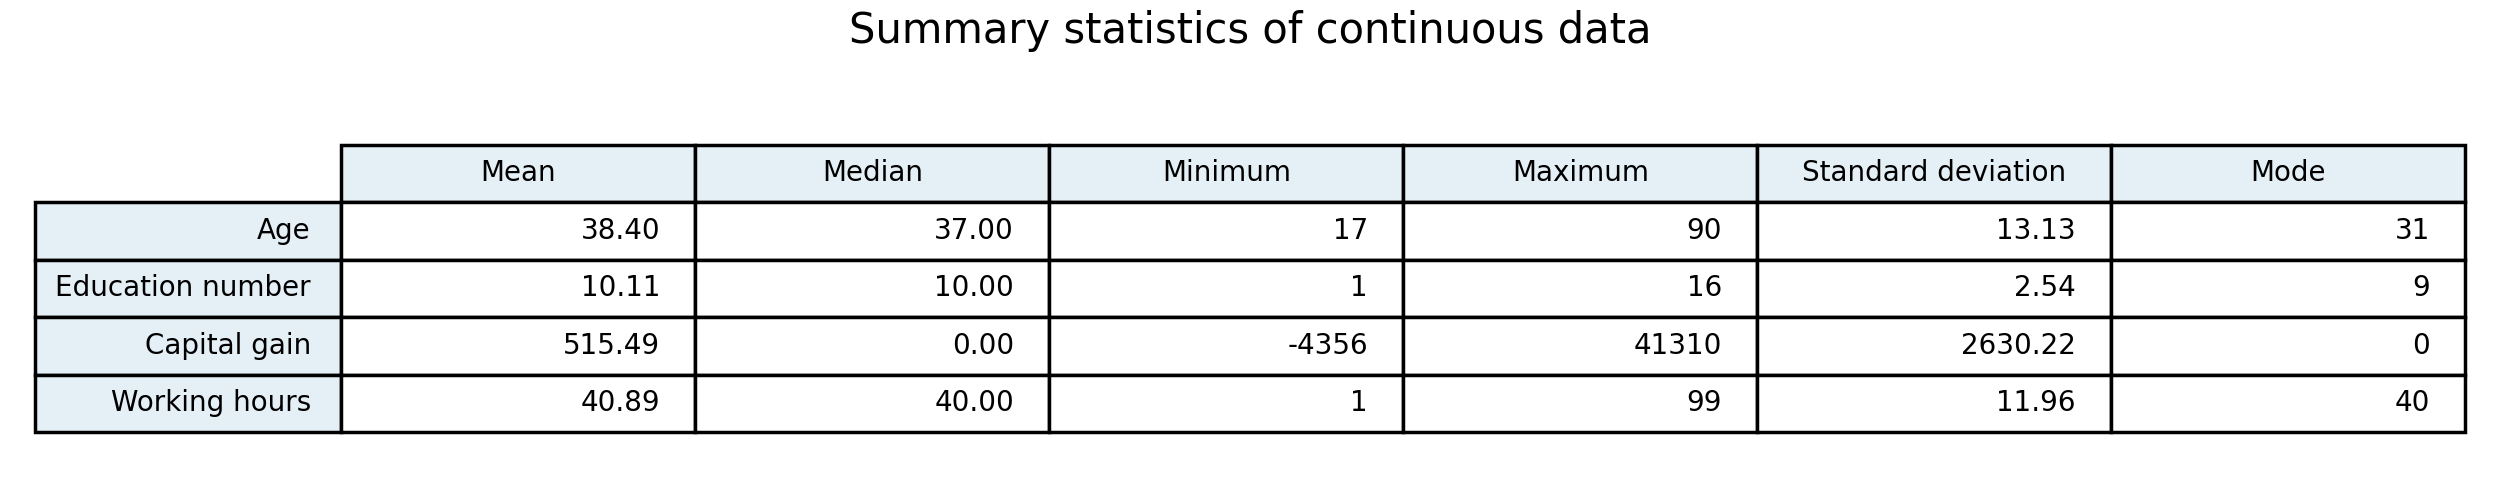 Summary statistics of continuous data
Mean Median Minimum Maximum Standard deviation Mode
Age 38.40 37.00 17 90 13.13 31
Education number 10.11 10.00 1 16 2.54 9
Capital gain 515.49 0.00 -4356 41310 2630.22 0
Working hours 40.89 40.00 1 99 11.96 40